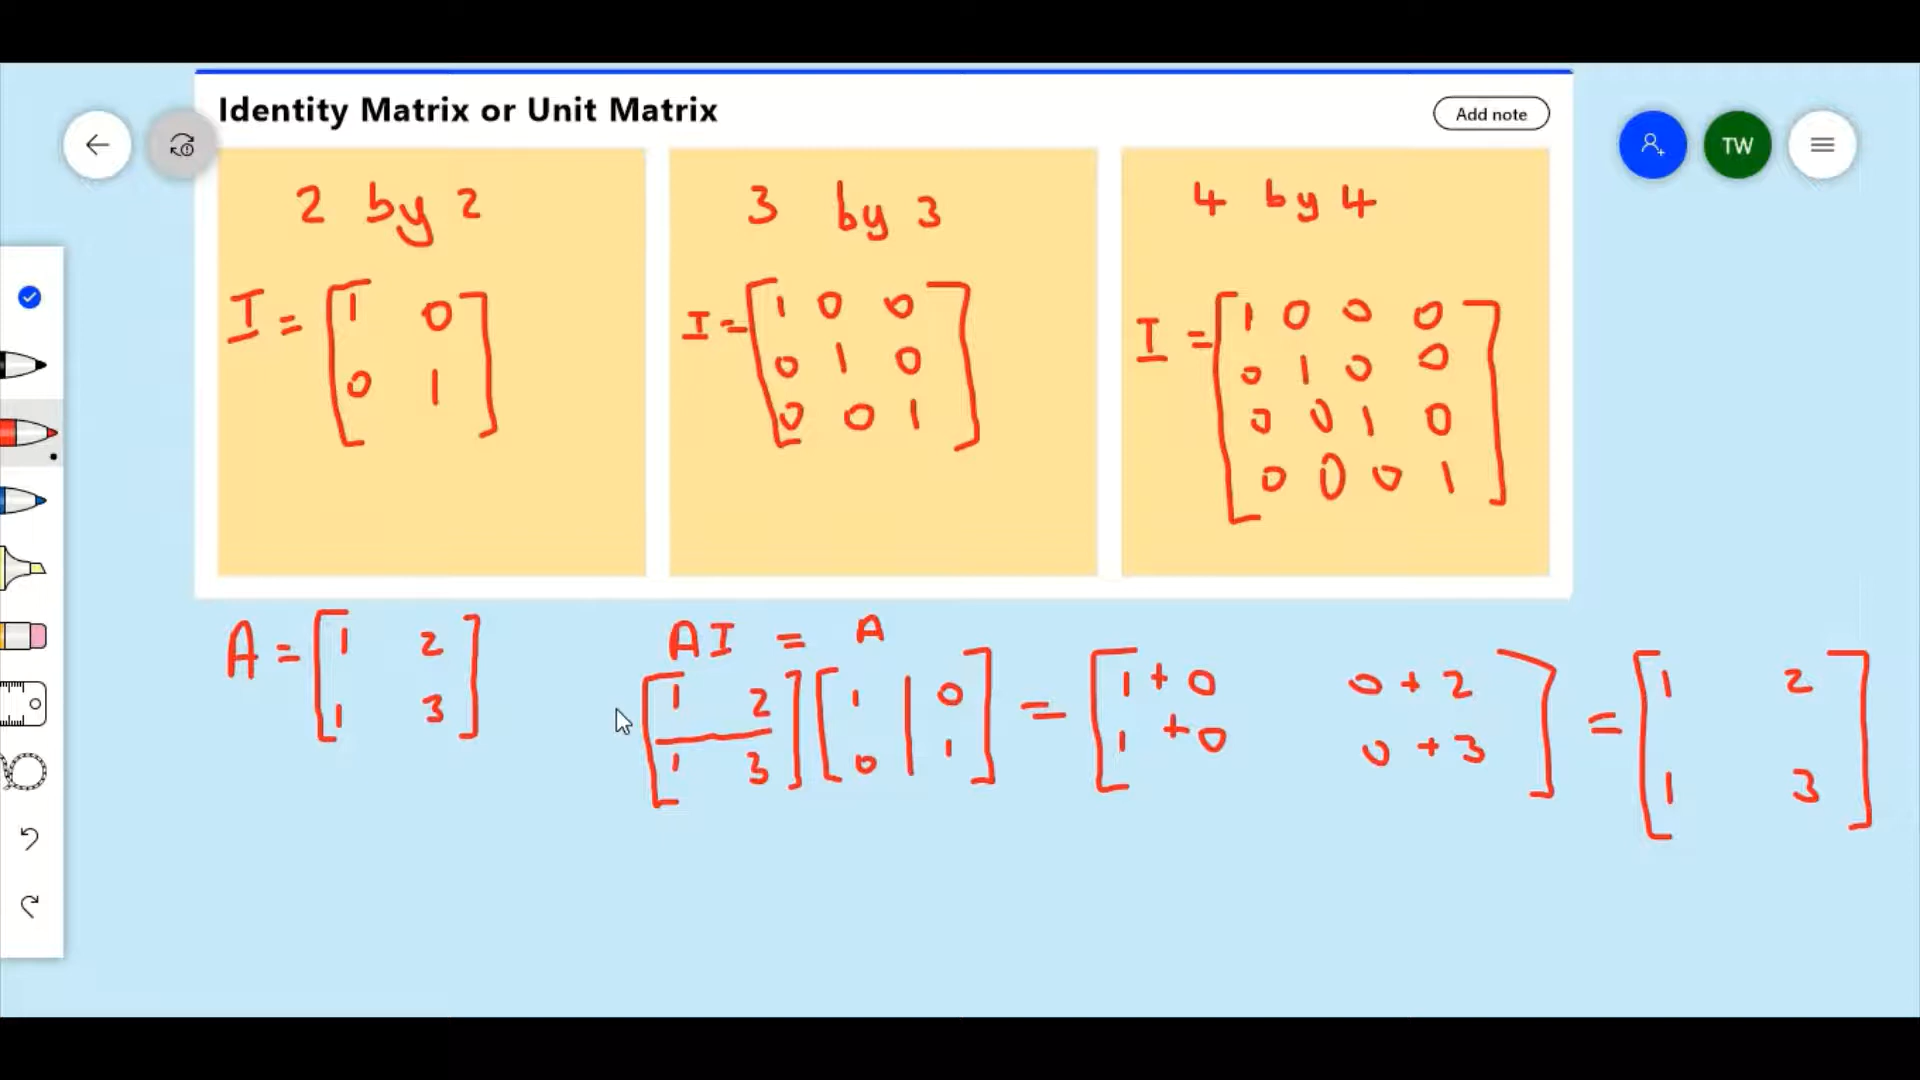 Identity Matrix or Unit Matrix
Add note
TW
2 by 2
I = [1 0
0 1]
3 by 3
I = [1 0 0
0 1 0
0 0 1]
4 by 4
I = [1 0 0 0
0 1 0 0
0 0 1 0
0 0 0 1]
A = [1 2
1 3]
AI = A
[1 2 [1 | 0 = [1 + 0 0 + 2 = [1 2
1 3] 0 | 1] 1 + 0 0 + 3] 1 3]